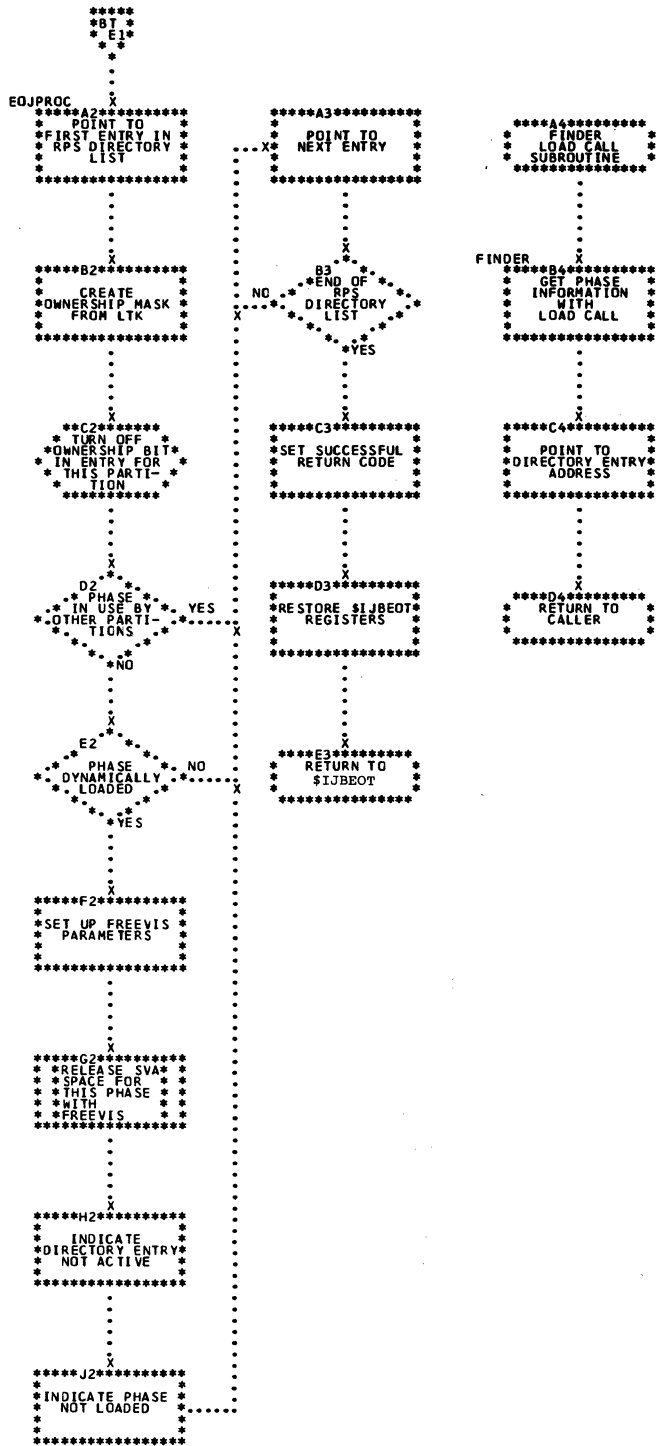 BT
E1
EOJPROC
A2
POINT TO
FIRST ENTRY IN
RPS DIRECTORY
LIST
B2
CREATE
OWNERSHIP MASK
FROM LTK
C2
TURN OFF
OWNERSHIP BIT
IN ENTRY FOR
THIS PARTI-
TION
D2
PHASE
IN USE BY
OTHER PARTI-
TIONS
YES
NO
E2
PHASE
DYNAMICALLY
LOADED
NO
YES
F2
SET UP FREEVIS
PARAMETERS
G2
RELEASE SVA
SPACE FOR
THIS PHASE
WITH
FREEVIS
H2
INDICATE
DIRECTORY ENTRY
NOT ACTIVE
J2
INDICATE PHASE
NOT LOADED
A3
POINT TO
NEXT ENTRY
B3
END OF
RPS
DIRECTORY
LIST
NO
YES
C3
SET SUCCESSFUL
RETURN CODE
D3
RESTORE $IJBEOT
REGISTERS
E3
RETURN TO
$IJBEOT
A4
FINDER
LOAD CALL
SUBROUTINE
FINDER
B4
GET PHASE
INFORMATION
WITH
LOAD CALL
C4
POINT TO
DIRECTORY ENTRY
ADDRESS
D4
RETURN TO
CALLER